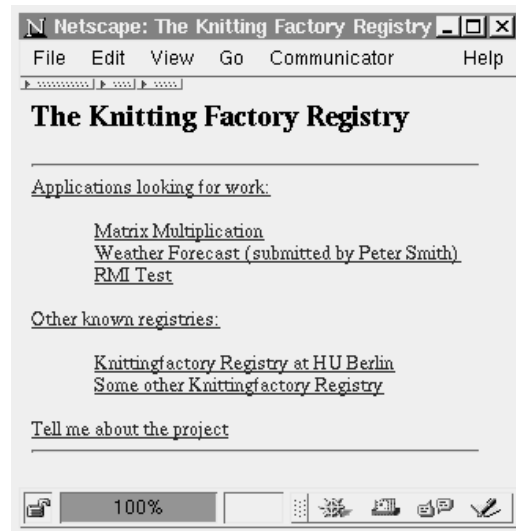 N Netscape: The Knitting Factory Registry
File Edit View Go Communicator Help
The Knitting Factory Registry
Applications looking for work:
Matrix Multiplication
Weather Forecast (submitted by Peter Smith)
RMI Test
Other known registries:
Knittingfactory Registry at HU Berlin
Some other Knittingfactory Registry
Tell me about the project
100%